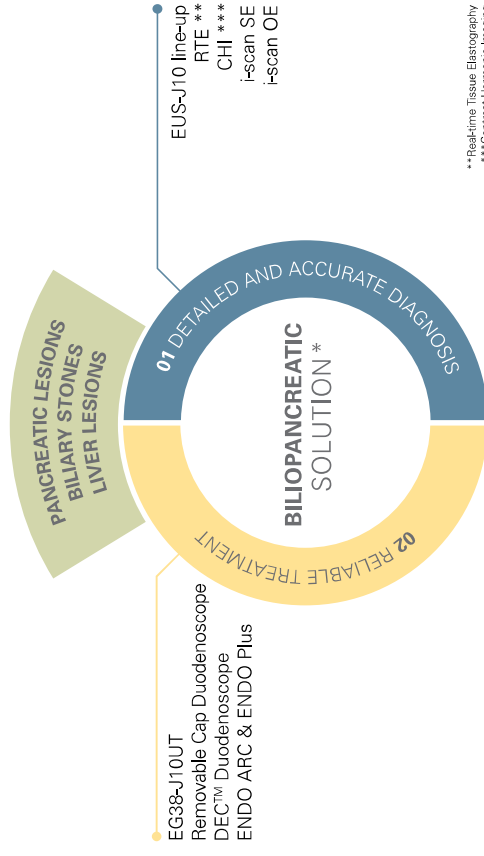 PANCREATIC LESIONS
BILIARY STONES
LIVER LESIONS
EG38-J10UT
Removable Cap Duodenoscope
DEC™ Duodenoscope
ENDO ARC & ENDO Plus
02 RELIABLE TREATMENT
BILIOPANCREATIC
SOLUTION*
01 DETAILED AND ACCURATE DIAGNOSIS
EUS-J10 line-up
RTE **
CHI ***
i-scan SE
i-scan OE
**Real-time Tissue Elastography